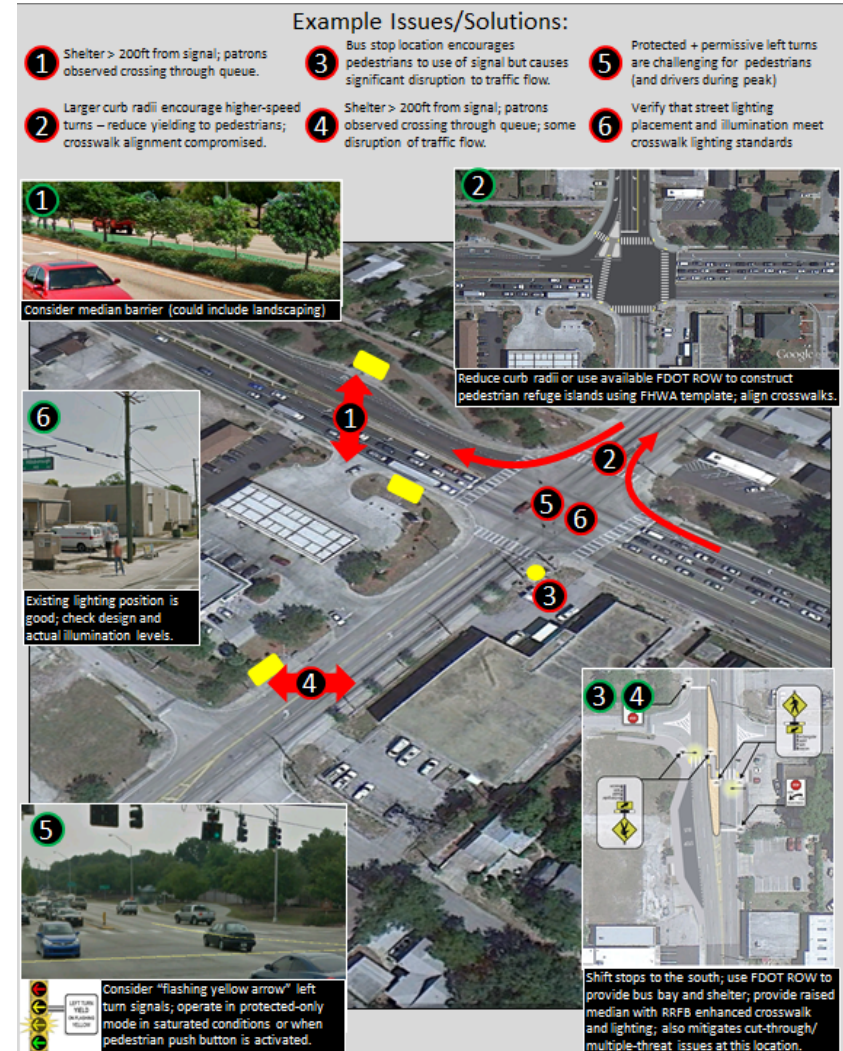 Example Issues/Solutions:
1
Shelter > 200ft from signal; patrons
observed crossing through queue.
2
Larger curb radii encourage higher-speed
turns – reduce yielding to pedestrians;
crosswalk alignment compromised.
3
Bus stop location encourages
pedestrians to use of signal but causes
significant disruption to traffic flow.
4
Shelter > 200ft from signal; patrons
observed crossing through queue; some
disruption of traffic flow.
5
Protected + permissive left turns
are challenging for pedestrians
(and drivers during peak)
6
Verify that street lighting
placement and illumination meet
crosswalk lighting standards
1
Consider median barrier (could include landscaping)
2
Google
Reduce curb radii or use available FDOT ROW to construct
pedestrian refuge islands using FHWA template; align crosswalks.
6
Existing lighting position is
good; check design and
actual illumination levels.
1
2
5
6
3
4
3 4
Shift stops to the south; use FDOT ROW to
provide bus bay and shelter; provide raised
median with RRFB enhanced crosswalk
and lighting; also mitigates cut-through/
multiple-threat issues at this location.
5
LEFT TURN
YIELD
ON FLASHING
YELLOW
Consider "flashing yellow arrow" left
turn signals; operate in protected-only
mode in saturated conditions or when
pedestrian push button is activated.